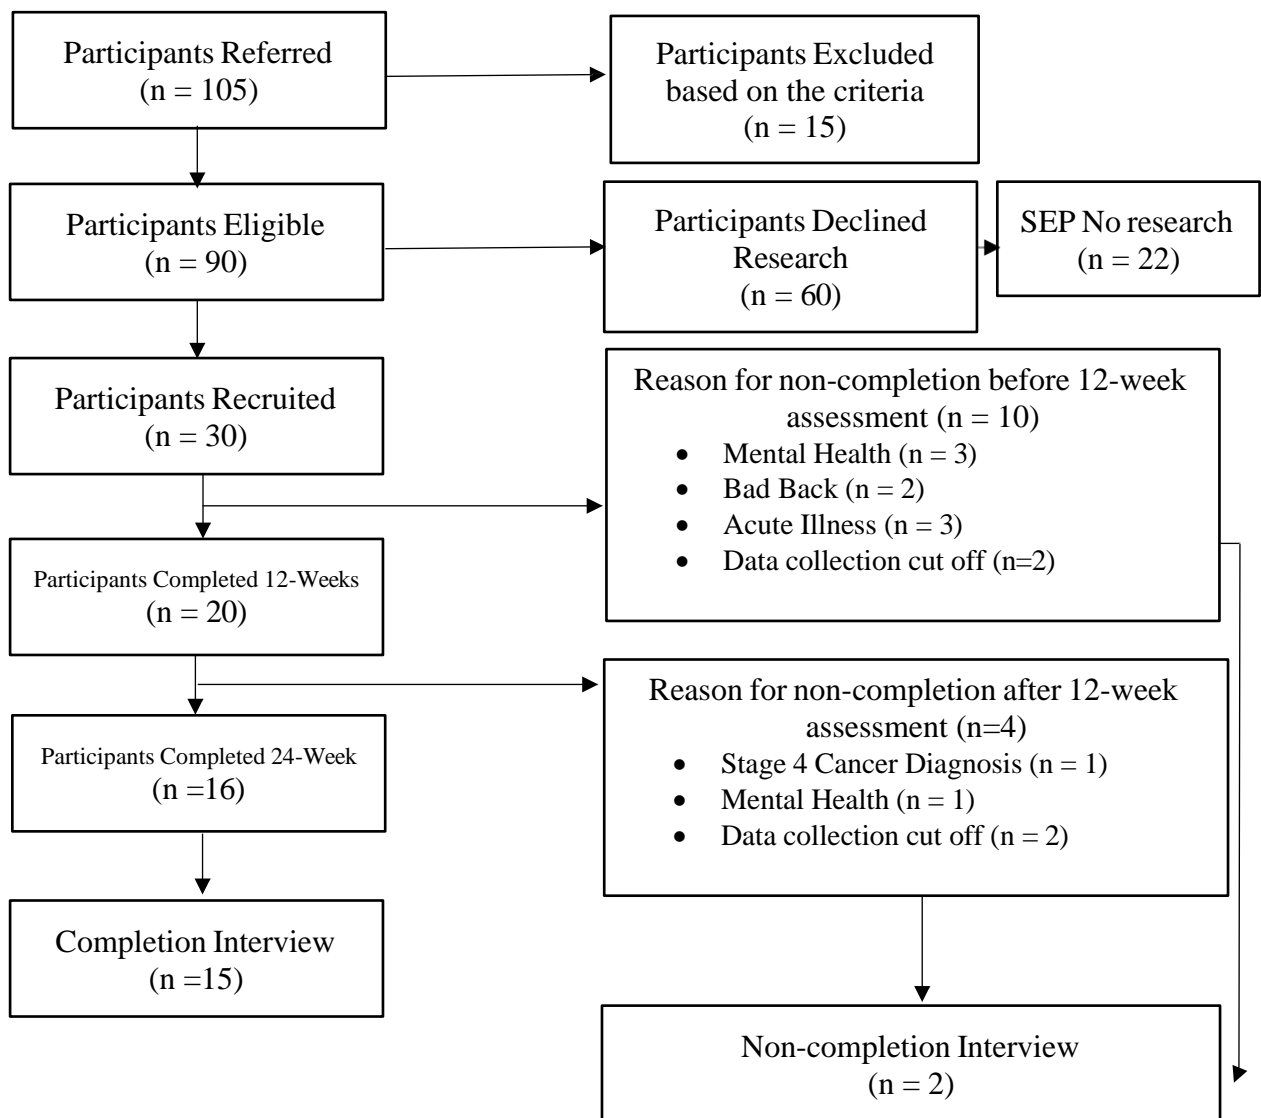 Participants Referred
(n = 105)
Participants Excluded
based on the criteria
(n = 15)
Participants Eligible
(n = 90)
Participants Declined
Research
(n = 60)
SEP No research
(n = 22)
Participants Recruited
(n = 30)
Reason for non-completion before 12-week
assessment (n = 10)
• Mental Health (n = 3)
• Bad Back (n = 2)
• Acute Illness (n = 3)
• Data collection cut off (n=2)
Participants Completed 12-Weeks
(n = 20)
Reason for non-completion after 12-week
assessment (n=4)
• Stage 4 Cancer Diagnosis (n = 1)
• Mental Health (n = 1)
• Data collection cut off (n = 2)
Participants Completed 24-Week
(n =16)
Completion Interview
(n =15)
Non-completion Interview
(n = 2)